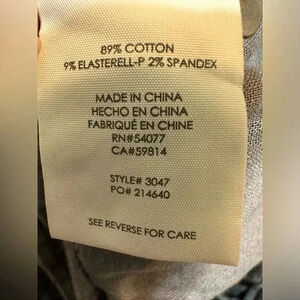 89% COTTON
9% ELASTERELL-P 2% SPANDEX
MADE IN CHINA
HECHO EN CHINA
FABRIQUÉ EN CHINE
RN#54077
CA#59814
STYLE# 3047
PO# 214640
SEE REVERSE FOR CARE